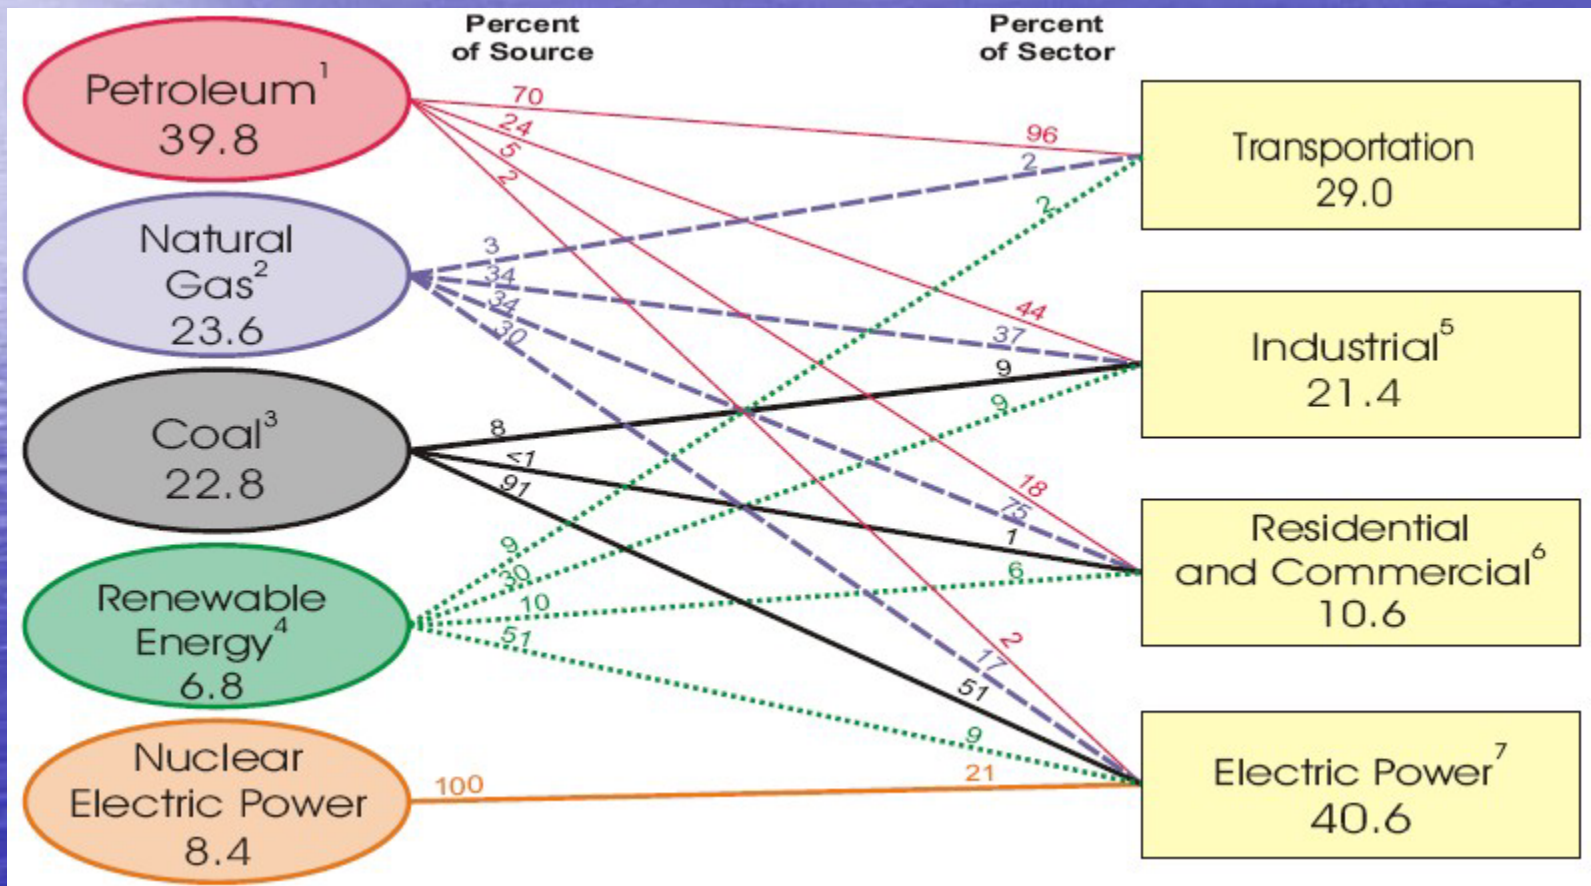 Percent
of Source
Percent
of Sector
Petroleum1
39.8
Natural
Gas2
23.6
Coal3
22.8
Renewable
Energy4
6.8
Nuclear
Electric Power
8.4
70
24
5
2
3
34
34
30
8
<1
91
9
30
10
51
100
96
2
2
44
37
9
9
18
75
1
6
2
17
51
9
21
Transportation
29.0
Industrial5
21.4
Residential
and Commercial6
10.6
Electric Power7
40.6